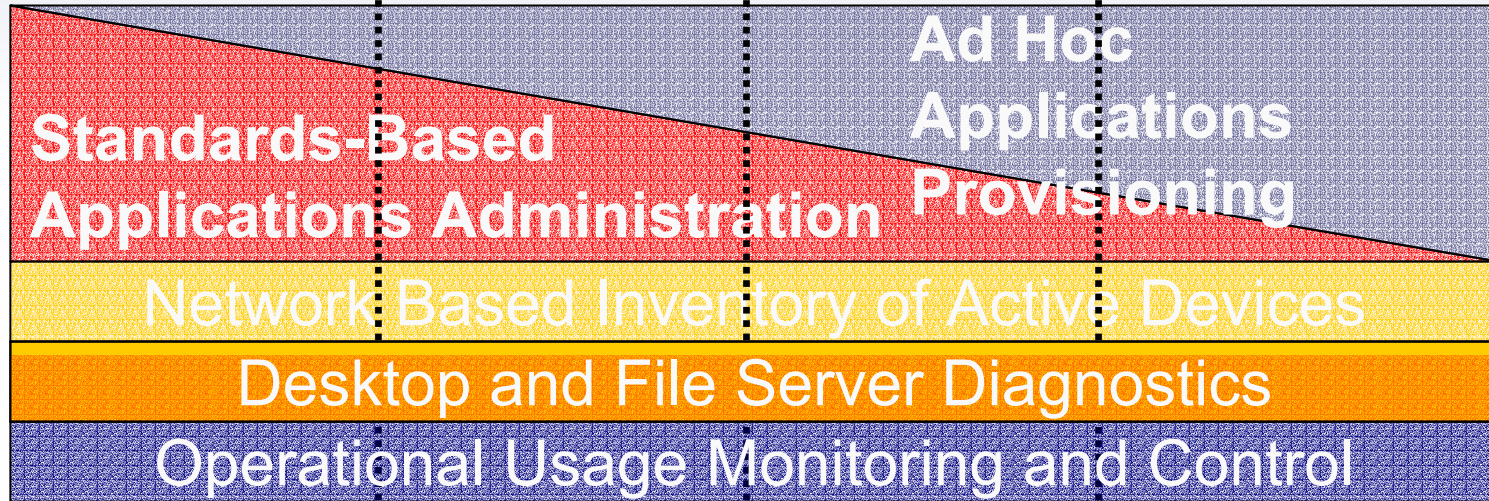 Standards-Based
Applications Administration
Ad Hoc
Applications
Provisioning
Network Based Inventory of Active Devices
Desktop and File Server Diagnostics
Operational Usage Monitoring and Control